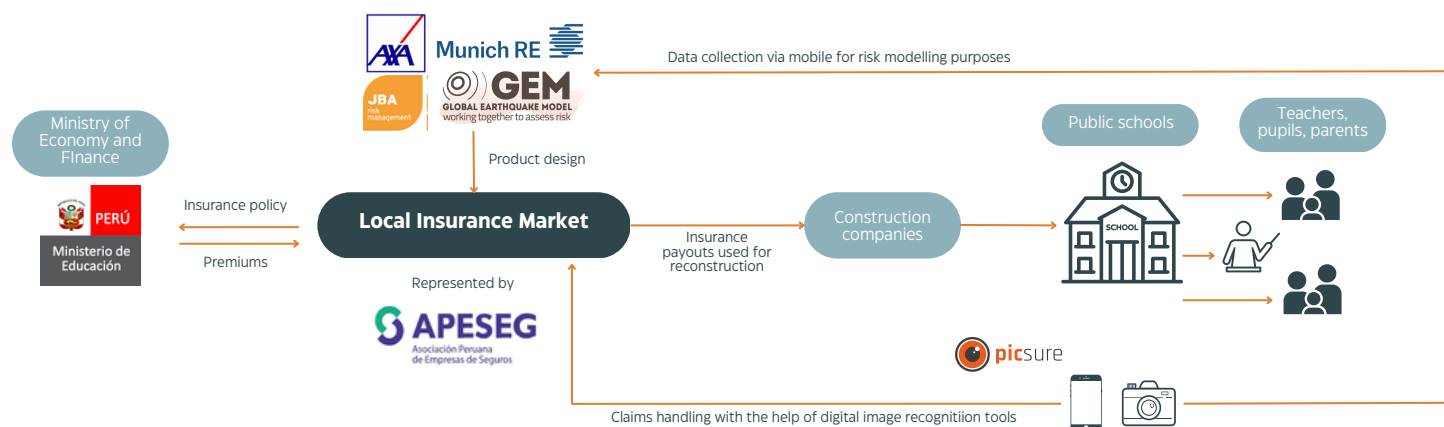 AXA
Munich RE
JBA
risk
management
GEM
GLOBAL EARTHQUAKE MODEL
working together to assess risk
Data collection via mobile for risk modelling purposes
Ministry of
Economy and
FInance
Public schools
Teachers,
pupils, parents
Product design
PERÚ
Ministerio de
Educación
Insurance policy
Premiums
Local Insurance Market
Insurance
payouts used for
reconstruction
Construction
companies
SCHOOL
Represented by
APESEG
Asociación Peruana
de Empresas de Seguros
picsure
Claims handling with the help of digital image recognitiion tools